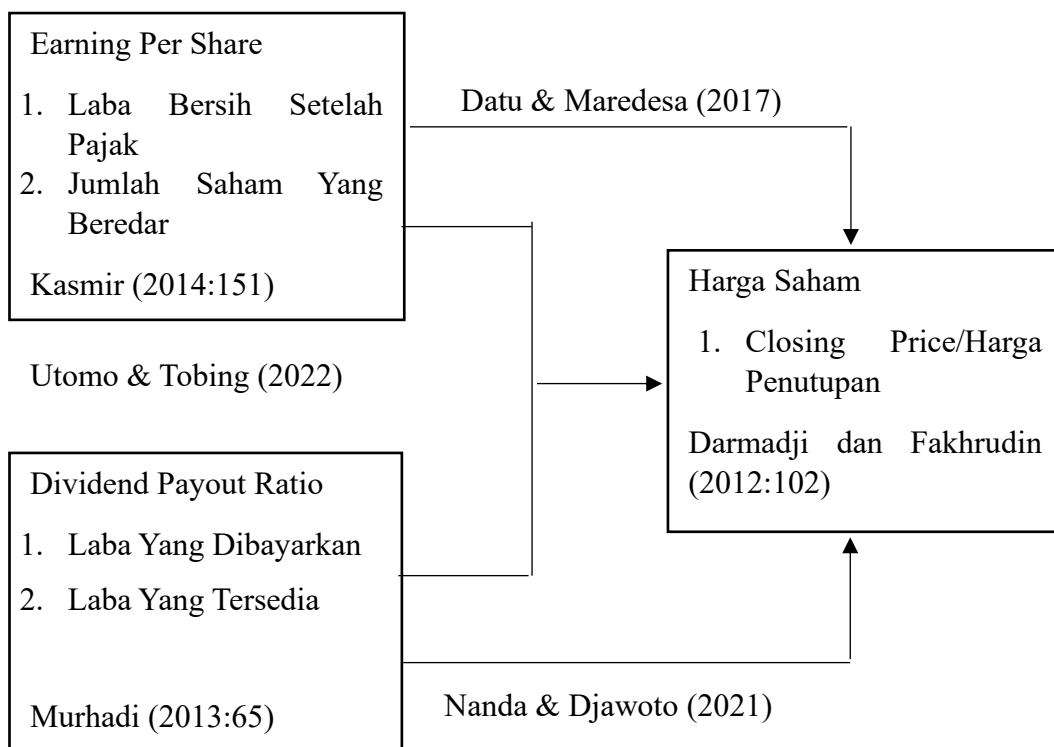 Earning Per Share
1. Laba Bersih Setelah
Pajak
2. Jumlah Saham Yang
Beredar
Kasmir (2014:151)
Datu & Maredesa (2017)
Utomo & Tobing (2022)
Harga Saham
1. Closing Price/Harga
Penutupan
Darmadji dan Fakhrudin
(2012:102)
Dividend Payout Ratio
1. Laba Yang Dibayarkan
2. Laba Yang Tersedia
Murhadi (2013:65)
Nanda & Djawoto (2021)